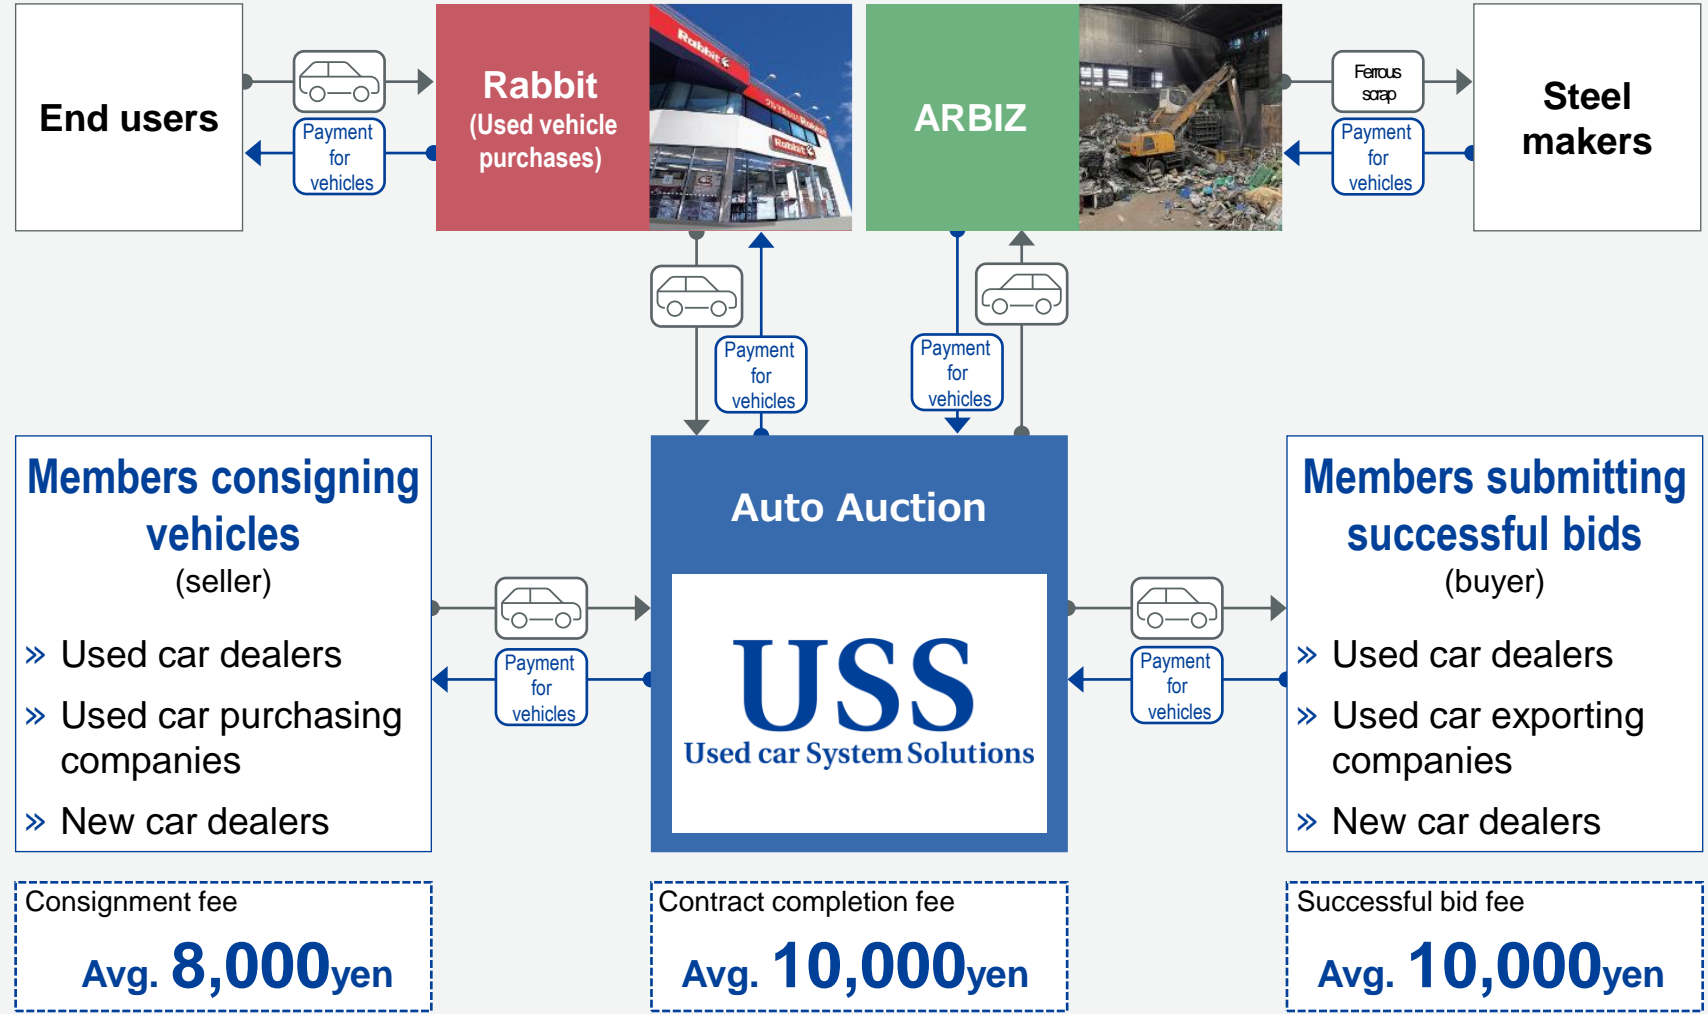 End users
Payment
for
vehicles
Rabbit
(Used vehicle
purchases)
Rabbit
Rabbit
Rabbit
ARBIZ
Ferrous
scrap
Payment
for
vehicles
Steel
makers
Payment
for
vehicles
Payment
for
vehicles
Members consigning
vehicles
(seller)
» Used car dealers
» Used car purchasing
companies
» New car dealers
Payment
for
vehicles
Auto Auction
USS
Used car System Solutions
Payment
for
vehicles
Members submitting
successful bids
(buyer)
» Used car dealers
» Used car exporting
companies
» New car dealers
Consignment fee
Avg. 8,000yen
Contract completion fee
Avg. 10,000yen
Successful bid fee
Avg. 10,000yen